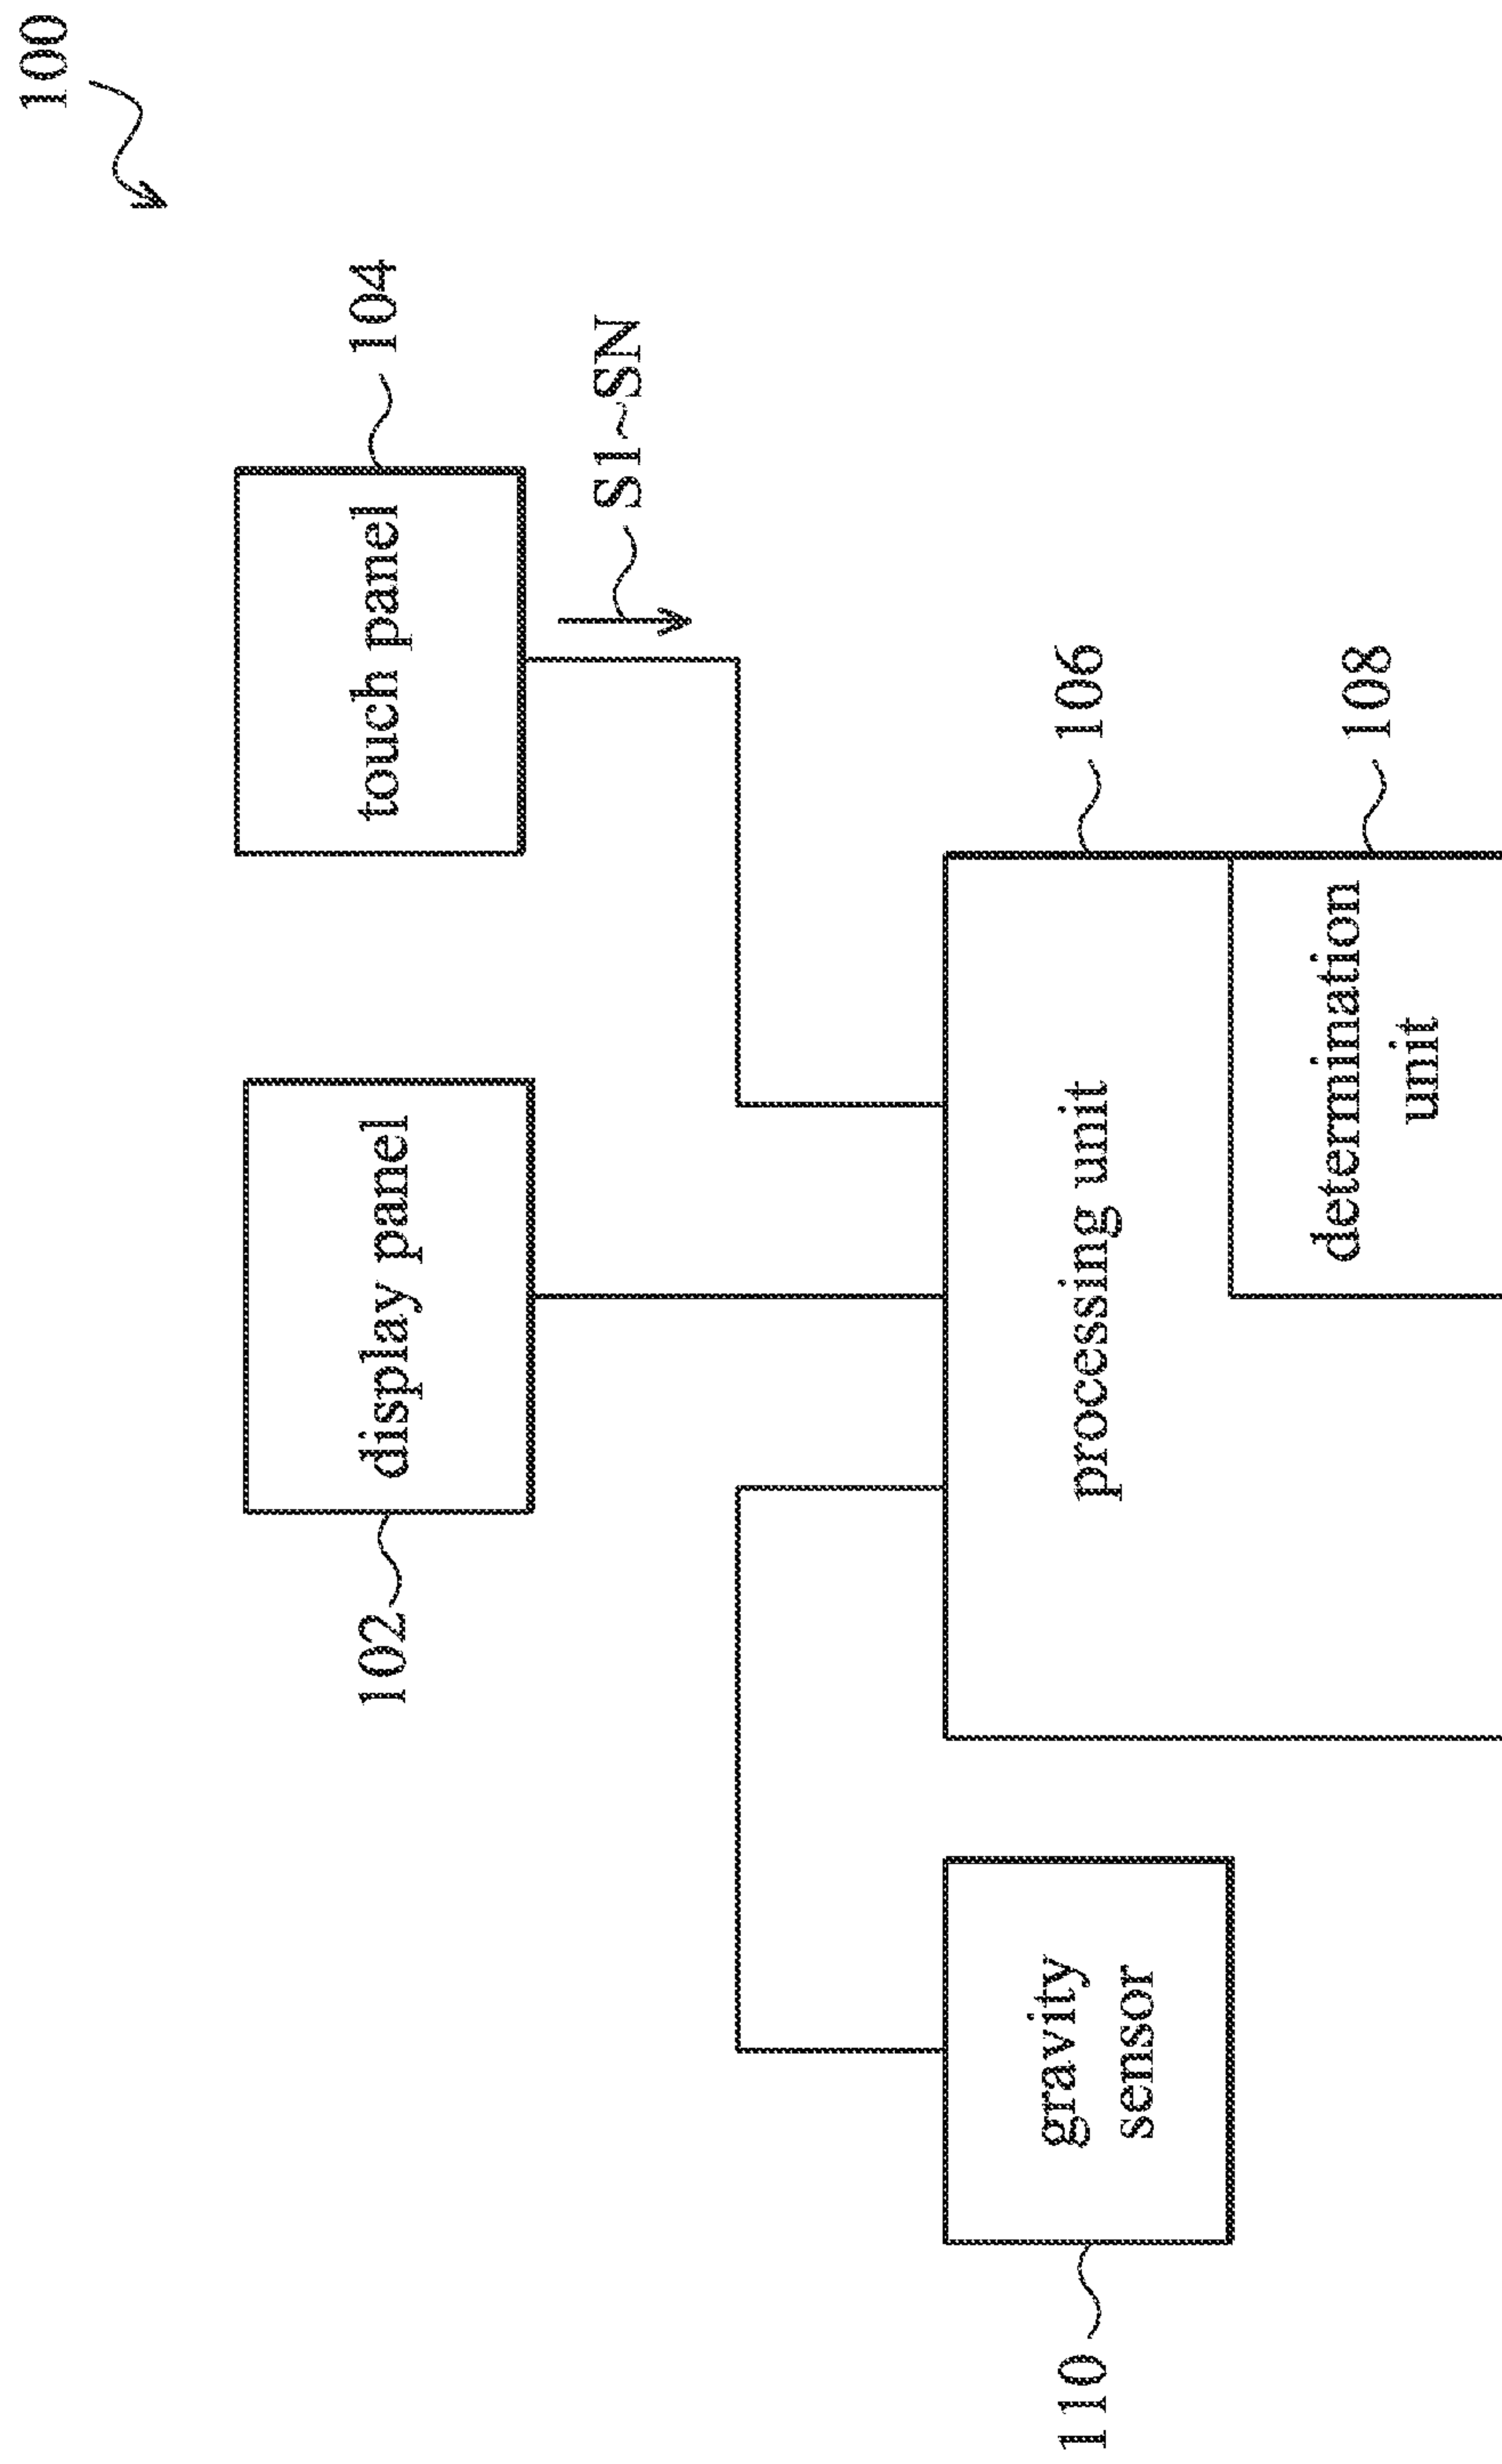 100
102
display panel
touch panel
104
S1~SN
110
gravity
sensor
processing unit
106
determination
unit
108